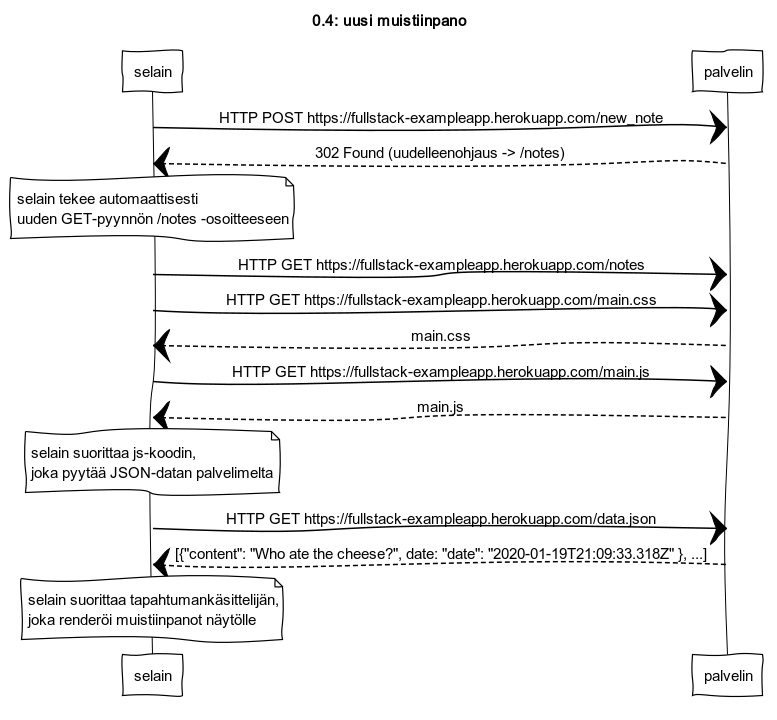 0.4: uusi muistiinpano
selain
palvelin
HTTP POST https://fullstack-exampleapp.herokuapp.com/new_note
302 Found (uudelleenohjaus -> /notes)
selain tekee automaattisesti
uuden GET-pyynnön /notes -osoitteeseen
HTTP GET https://fullstack-exampleapp.herokuapp.com/notes
HTTP GET https://fullstack-exampleapp.herokuapp.com/main.css
main.css
HTTP GET https://fullstack-exampleapp.herokuapp.com/main.js
main.js
selain suorittaa js-koodin,
joka pyytää JSON-datan palvelimelta
HTTP GET https://fullstack-exampleapp.herokuapp.com/data.json
[{"content": "Who ate the cheese?", date: "date": "2020-01-19T21:09:33.318Z" }, ...]
selain suorittaa tapahtumankäsittelijän,
joka renderöi muistiinpanot näytölle
selain
palvelin